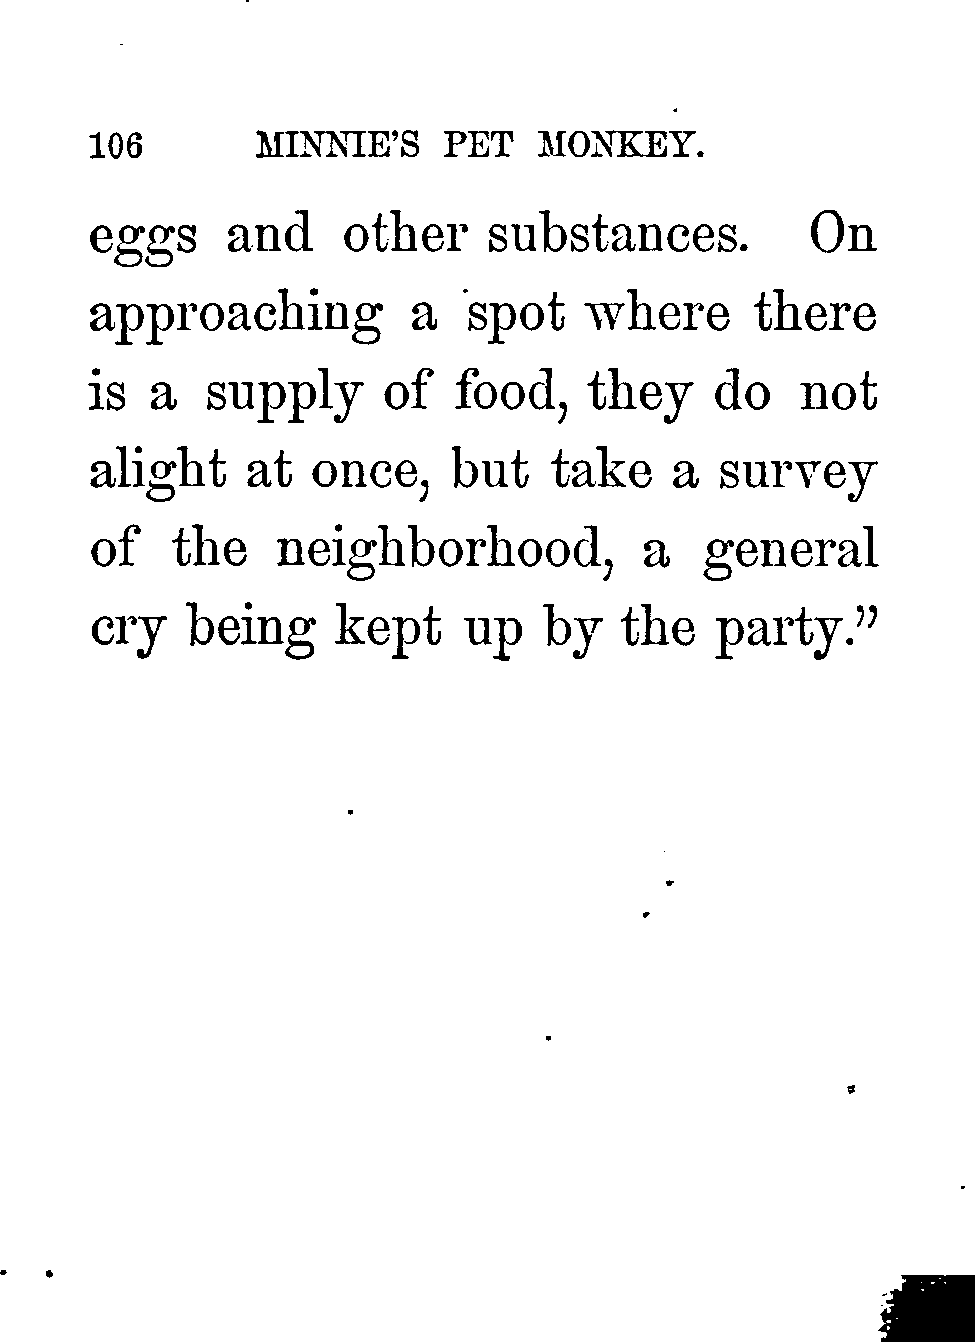 106 MINNIE'S PET MONKEY.
eggs and other substances. On
approaching a spot where there
is a supply of food, they do not
alight at once, but take a survey
of the neighborhood, a general
cry being kept up by the party.”